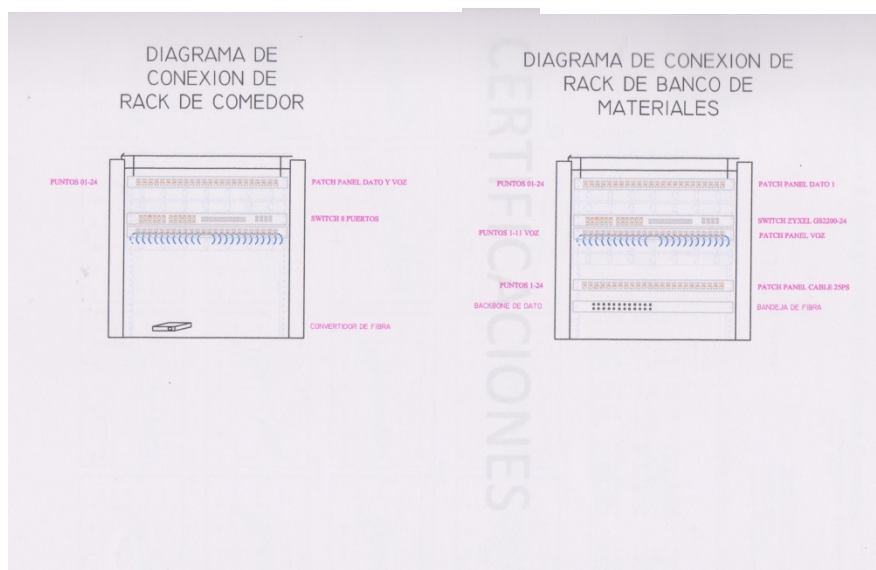 DIAGRAMA DE
CONEXION DE
RACK DE COMEDOR
PUNTOS 01-24
PATCH PANEL DATO Y VOZ
SWITCH 8 PUERTOS
CONVERTIDOR DE FIBRA
CERTIFICACIONES
DIAGRAMA DE CONEXION DE
RACK DE BANCO DE
MATERIALES
PUNTOS 01-24
PATCH PANEL DATO 1
SWITCH ZYXEL GS2200-24
PUNTOS 1-11 VOZ
PATCH PANEL VOZ
PUNTOS 1-24
PATCH PANEL CABLE 25PS
BACKBONE DE DATO
BANDEJA DE FIBRA